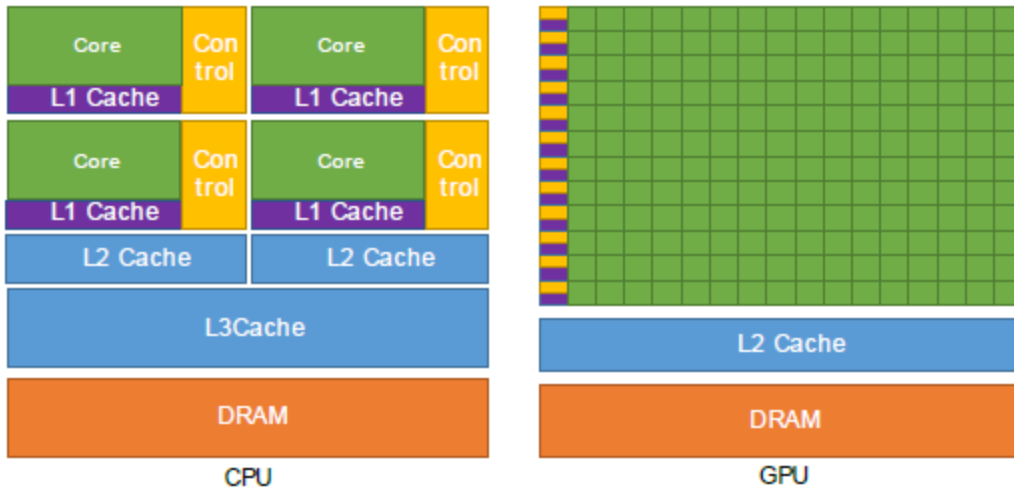 Core
Con
trol
L1 Cache
Core
Con
trol
L1 Cache
Core
Con
trol
L1 Cache
Core
Con
trol
L1 Cache
L2 Cache
L2 Cache
L3Cache
DRAM
CPU
L2 Cache
DRAM
GPU